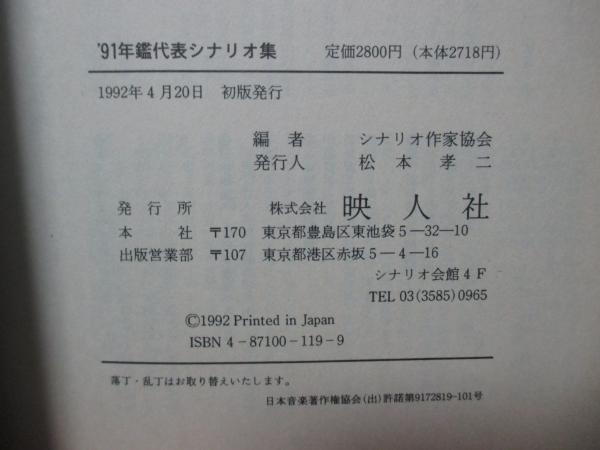 '91年鑑代表シナリオ集　定価2800円（本体2718円）
1992年4月20日　初版発行
編者　シナリオ作家協会
発行人　松本孝二
発行所　株式会社 映人社
本社　〒170　東京都豊島区東池袋5―32―10
出版営業部　〒107　東京都港区赤坂5―4―16
シナリオ会館4F
TEL 03(3585)0965
©1992 Printed in Japan
ISBN 4－87100－119－9
落丁・乱丁はお取り替えいたします。
日本音楽著作権協会(出)許諾第9172819-101号